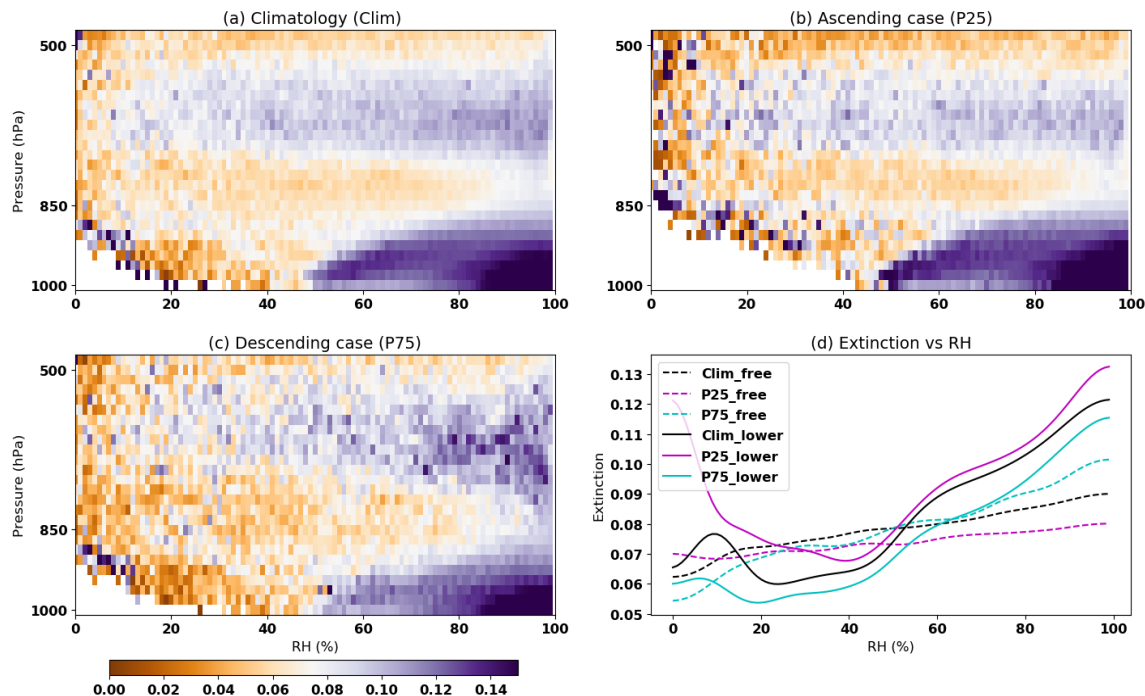 (a) Climatology (Clim)
(b) Ascending case (P25)
500
850
1000
Pressure (hPa)
0 20 40 60 80 100
500
850
1000
0 20 40 60 80 100
(c) Descending case (P75)
(d) Extinction vs RH
500
850
1000
Pressure (hPa)
0 20 40 60 80 100
RH (%)
0.13
0.12
0.11
0.10
0.09
0.08
0.07
0.06
0.05
Extinction
Clim_free
P25_free
P75_free
Clim_lower
P25_lower
P75_lower
0 20 40 60 80 100
RH (%)
0.00 0.02 0.04 0.06 0.08 0.10 0.12 0.14